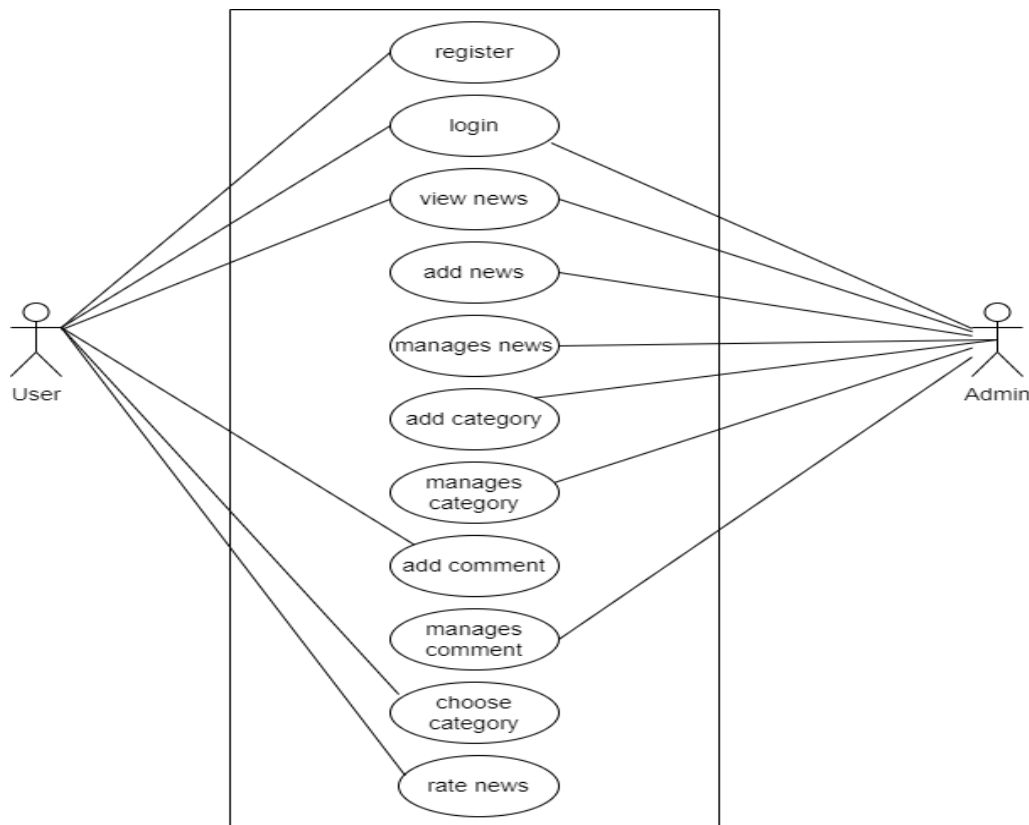 register
login
view news
add news
manages news
User
Admin
add category
manages
category
add comment
manages
comment
choose
category
rate news